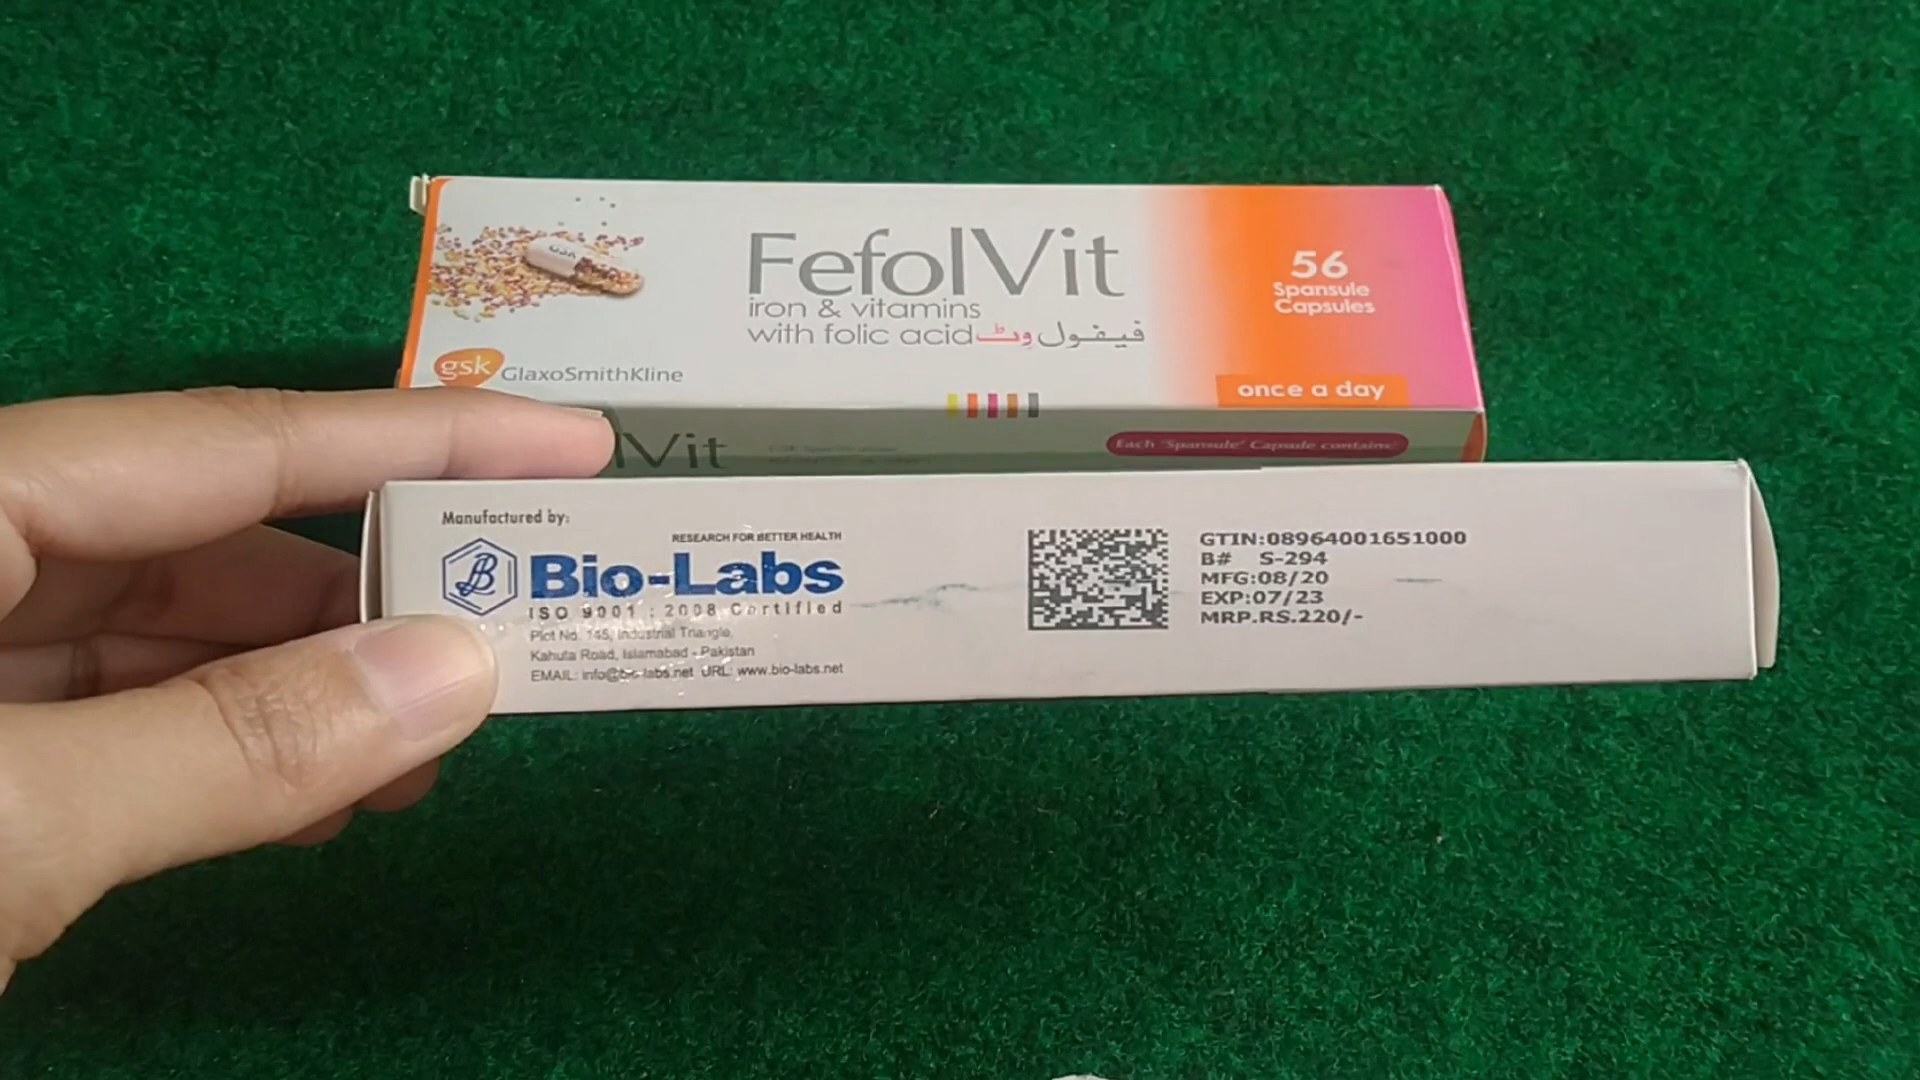 GSK
FefolVit
iron & vitamins
with folic acid فیفول وٹ
56
Spansule
Capsules
gsk GlaxoSmithKline
once a day
lVit
Each 'Spansule' Capsule contains
Manufactured by:
RESEARCH FOR BETTER HEALTH
Bio-Labs
ISO 9001 : 2008 Certified
Plot No. 145, Industrial Triangle,
Kahuta Road, Islamabad - Pakistan
EMAIL: info@bio-labs.net URL: www.bio-labs.net
GTIN:08964001651000
B# S-294
MFG:08/20
EXP:07/23
MRP.RS.220/-